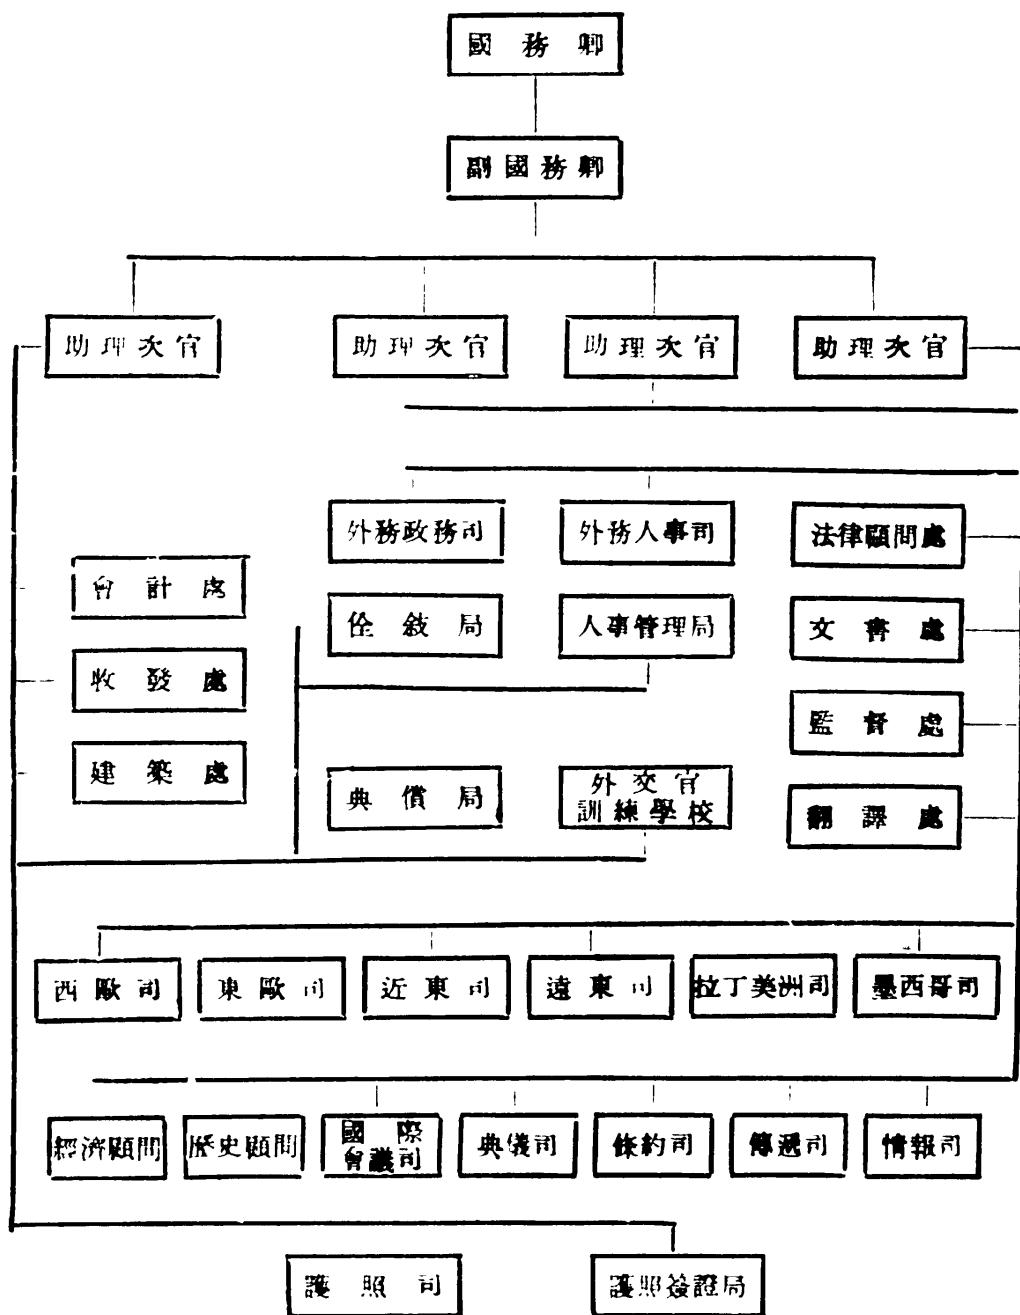 國務卿
副國務卿
助理次官
助理次官
助理次官
助理次官
外務政務司
外務人事司
法律顧問處
會計處
佺敍局
人事管理局
文書處
收發處
監督處
建築處
典償局
外交官
訓練學校
翻譯處
西歐司
東歐司
近東司
遠東司
拉丁美洲司
墨西哥司
經濟顧問
歷史顧問
國際
會議司
典儀司
條約司
傳遞司
情報司
護照司
護照簽證局